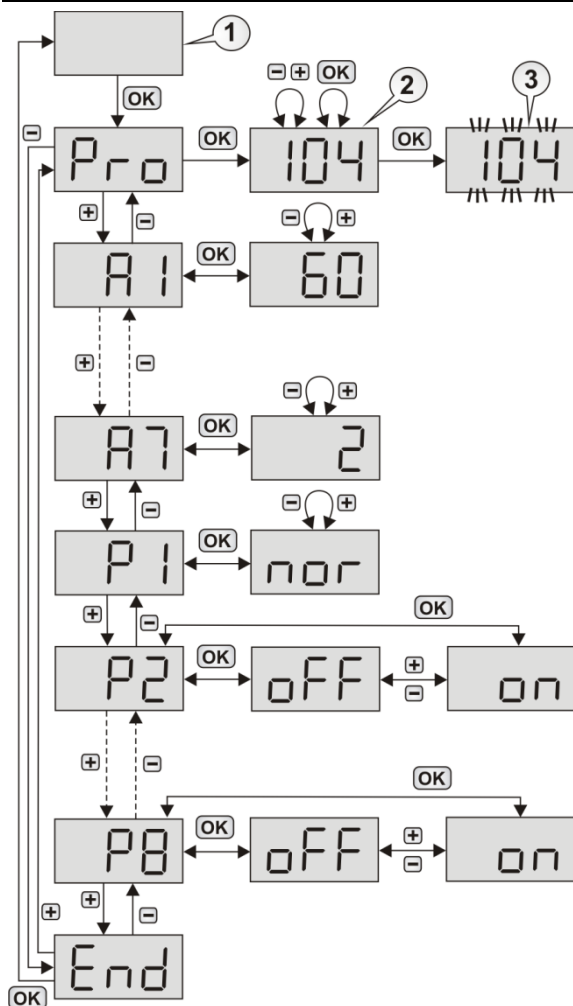 1
OK
− + OK 2 3
−
Pro OK 104 OK 104
+ −
− +
A1 OK 60
+ −
− +
A7 OK 2
+ −
− +
P1 OK nor
+ −
OK
P2 OK oFF + − on
+ −
OK
P8 OK oFF + − on
+ + −
End
OK